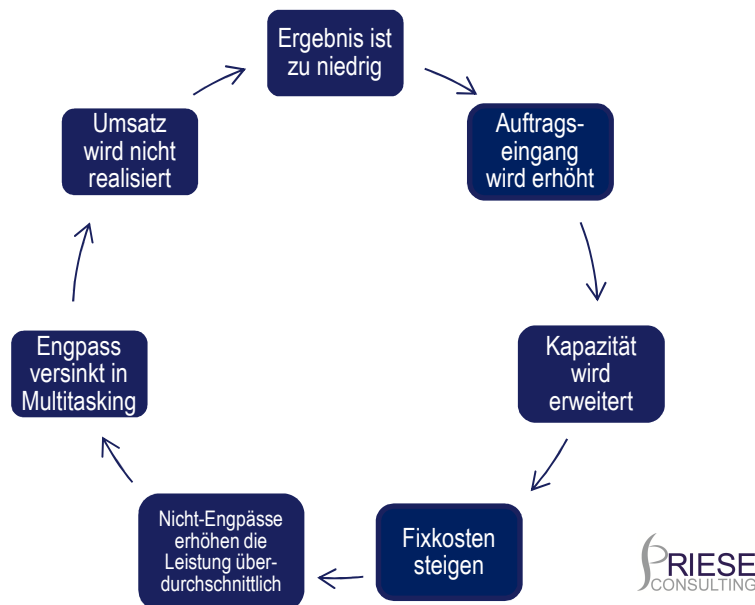 Ergebnis ist
zu niedrig
Auftrags-
eingang
wird erhöht
Kapazität
wird
erweitert
Fixkosten
steigen
Nicht-Engpässe
erhöhen die
Leistung über-
durchschnittlich
Engpass
versinkt in
Multitasking
Umsatz
wird nicht
realisiert
PRIESE
CONSULTING